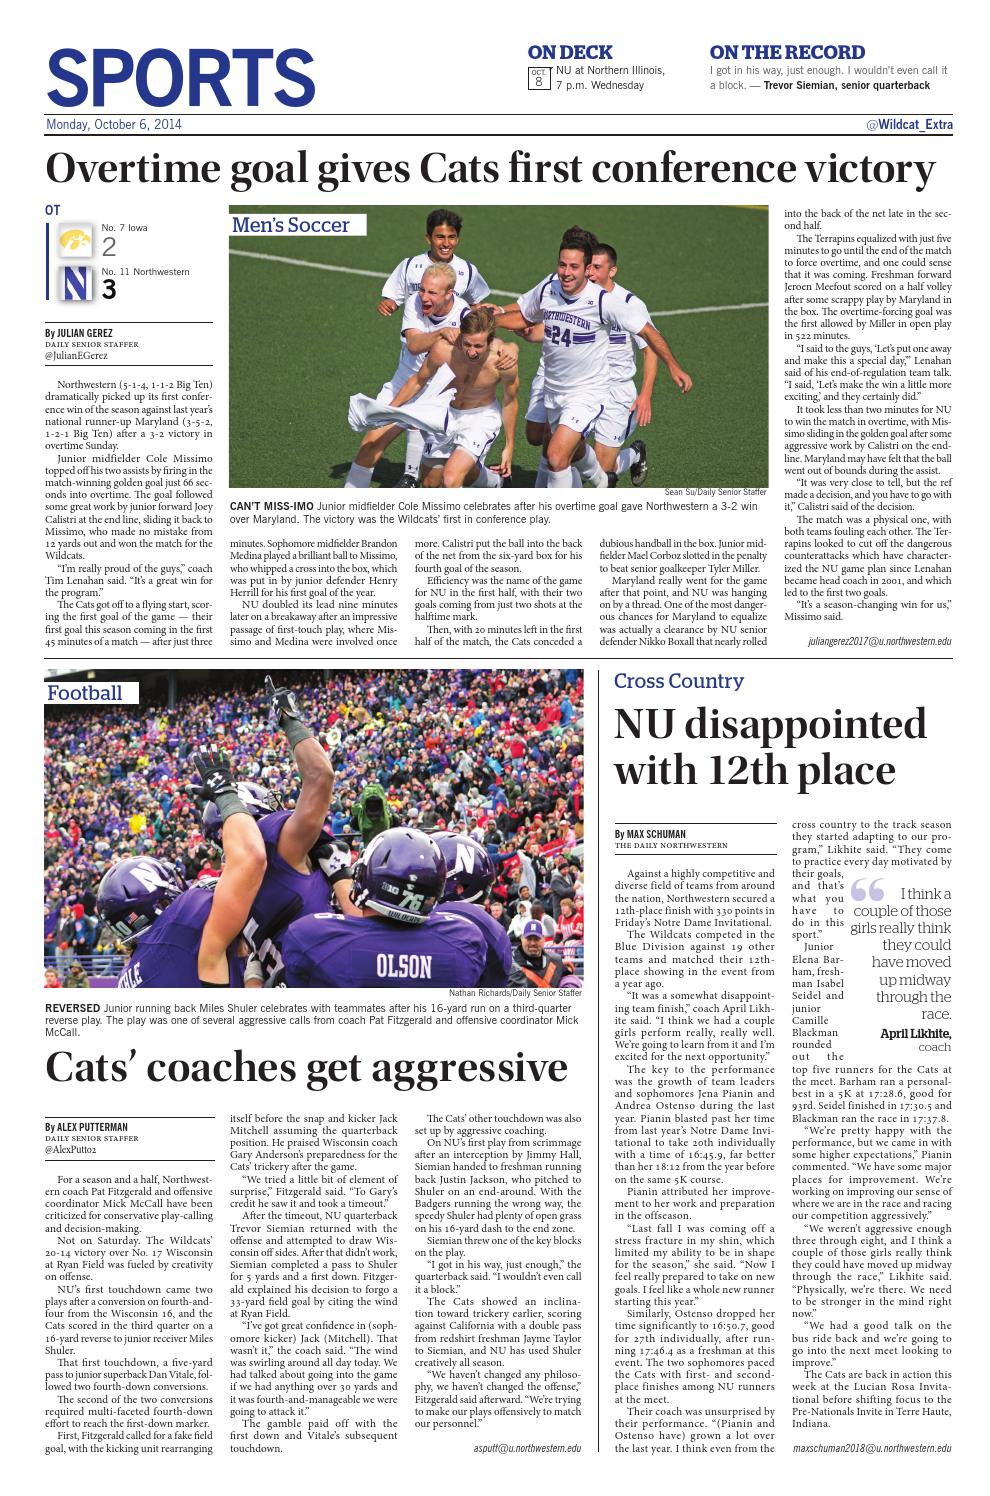 SPORTS
ON DECK
OCT.
8
NU at Northern Illinois,
7 p.m. Wednesday
ON THE RECORD
I got in his way, just enough. I wouldn't even call it
a block. — Trevor Siemian, senior quarterback
Monday, October 6, 2014
@Wildcat_Extra
Overtime goal gives Cats first conference victory
OT
No. 7 Iowa
2
No. 11 Northwestern
3
By JULIAN GEREZ
DAILY SENIOR STAFFER
@JulianEGerez
Northwestern (5-1-4, 1-1-2 Big Ten)
dramatically picked up its first confer-
ence win of the season against last year's
national runner-up Maryland (3-5-2,
1-2-1 Big Ten) after a 3-2 victory in
overtime Sunday.
Junior midfielder Cole Missimo
topped off his two assists by firing in the
match-winning golden goal just 66 sec-
onds into overtime. The goal followed
some great work by junior forward Joey
Calistri at the end line, sliding it back to
Missimo, who made no mistake from
12 yards out and won the match for the
Wildcats.
"I'm really proud of the guys," coach
Tim Lenahan said. "It's a great win for
the program."
The Cats got off to a flying start, scor-
ing the first goal of the game — their
first goal this season coming in the first
45 minutes of a match — after just three
Men's Soccer
NORTHWESTERN
24
Sean Su/Daily Senior Staffer
CAN'T MISS-IMO Junior midfielder Cole Missimo celebrates after his overtime goal gave Northwestern a 3-2 win
over Maryland. The victory was the Wildcats' first in conference play.
minutes. Sophomore midfielder Brandon
Medina played a brilliant ball to Missimo,
who whipped a cross into the box, which
was put in by junior defender Henry
Herrill for his first goal of the year.
NU doubled its lead nine minutes
later on a breakaway after an impressive
passage of first-touch play, where Mis-
simo and Medina were involved once
more. Calistri put the ball into the back
of the net from the six-yard box for his
fourth goal of the season.
Efficiency was the name of the game
for NU in the first half, with their two
goals coming from just two shots at the
halftime mark.
Then, with 20 minutes left in the first
half of the match, the Cats conceded a
dubious handball in the box. Junior mid-
fielder Mael Corboz slotted in the penalty
to beat senior goalkeeper Tyler Miller.
Maryland really went for the game
after that point, and NU was hanging
on by a thread. One of the most danger-
ous chances for Maryland to equalize
was actually a clearance by NU senior
defender Nikko Boxall that nearly rolled
into the back of the net late in the sec-
ond half.
The Terrapins equalized with just five
minutes to go until the end of the match
to force overtime, and one could sense
that it was coming. Freshman forward
Jeroen Meefout scored on a half volley
after some scrappy play by Maryland in
the box. The overtime-forcing goal was
the first allowed by Miller in open play
in 522 minutes.
"I said to the guys, 'Let's put one away
and make this a special day,'" Lenahan
said of his end-of-regulation team talk.
"I said, 'Let's make the win a little more
exciting,' and they certainly did."
It took less than two minutes for NU
to win the match in overtime, with Mis-
simo sliding in the golden goal after some
aggressive work by Calistri on the end-
line. Maryland may have felt that the ball
went out of bounds during the assist.
"It was very close to tell, but the ref
made a decision, and you have to go with
it," Calistri said of the decision.
The match was a physical one, with
both teams fouling each other. The Ter-
rapins looked to cut off the dangerous
counterattacks which have character-
ized the NU game plan since Lenahan
became head coach in 2001, and which
led to the first two goals.
"It's a season-changing win for us,"
Missimo said.
juliangerez2017@u.northwestern.edu
Football
76
OLSON
Nathan Richards/Daily Senior Staffer
REVERSED Junior running back Miles Shuler celebrates with teammates after his 16-yard run on a third-quarter
reverse play. The play was one of several aggressive calls from coach Pat Fitzgerald and offensive coordinator Mick
McCall.
Cats' coaches get aggressive
By ALEX PUTTERMAN
DAILY SENIOR STAFFER
@AlexPutt02
For a season and a half, Northwest-
ern coach Pat Fitzgerald and offensive
coordinator Mick McCall have been
criticized for conservative play-calling
and decision-making.
Not on Saturday. The Wildcats'
20-14 victory over No. 17 Wisconsin
at Ryan Field was fueled by creativity
on offense.
NU's first touchdown came two
plays after a conversion on fourth-and-
four from the Wisconsin 16, and the
Cats scored in the third quarter on a
16-yard reverse to junior receiver Miles
Shuler.
That first touchdown, a five-yard
pass to junior superback Dan Vitale, fol-
lowed two fourth-down conversions.
The second of the two conversions
required multi-faceted fourth-down
effort to reach the first-down marker.
First, Fitzgerald called for a fake field
goal, with the kicking unit rearranging
itself before the snap and kicker Jack
Mitchell assuming the quarterback
position. He praised Wisconsin coach
Gary Anderson's preparedness for the
Cats' trickery after the game.
"We tried a little bit of element of
surprise," Fitzgerald said. "To Gary's
credit he saw it and took a timeout."
After the timeout, NU quarterback
Trevor Siemian returned with the
offense and attempted to draw Wis-
consin off sides. After that didn't work,
Siemian completed a pass to Shuler
for 5 yards and a first down. Fitzger-
ald explained his decision to forgo a
33-yard field goal by citing the wind
at Ryan Field.
"I've got great confidence in (soph-
omore kicker) Jack (Mitchell). That
wasn't it," the coach said. "The wind
was swirling around all day today. We
had talked about going into the game
if we had anything over 30 yards and
it was fourth-and-manageable we were
going to attack it."
The gamble paid off with the
first down and Vitale's subsequent
touchdown.
The Cats' other touchdown was also
set up by aggressive coaching.
On NU's first play from scrimmage
after an interception by Jimmy Hall,
Siemian handed to freshman running
back Justin Jackson, who pitched to
Shuler on an end-around. With the
Badgers running the wrong way, the
speedy Shuler had plenty of open grass
on his 16-yard dash to the end zone.
Siemian threw one of the key blocks
on the play.
"I got in his way, just enough," the
quarterback said. "I wouldn't even call
it a block."
The Cats showed an inclina-
tion toward trickery earlier, scoring
against California with a double pass
from redshirt freshman Jayme Taylor
to Siemian, and NU has used Shuler
creatively all season.
"We haven't changed any philoso-
phy, we haven't changed the offense,"
Fitzgerald said afterward. "We're trying
to make our plays offensively to match
our personnel."
asputt@u.northwestern.edu
Cross Country
NU disappointed
with 12th place
By MAX SCHUMAN
THE DAILY NORTHWESTERN
Against a highly competitive and
diverse field of teams from around
the nation, Northwestern secured a
12th-place finish with 330 points in
Friday's Notre Dame Invitational.
The Wildcats competed in the
Blue Division against 19 other
teams and matched their 12th-
place showing in the event from
a year ago.
"It was a somewhat disappoint-
ing team finish," coach April Likh-
ite said. "I think we had a couple
girls perform really, really well.
We're going to learn from it and I'm
excited for the next opportunity."
The key to the performance
was the growth of team leaders
and sophomores Jena Pianin and
Andrea Ostenso during the last
year. Pianin blasted past her time
from last year's Notre Dame Invi-
tational to take 20th individually
with a time of 16:45.9, far better
than her 18:12 from the year before
on the same 5K course.
Pianin attributed her improve-
ment to her work and preparation
in the offseason.
"Last fall I was coming off a
stress fracture in my shin, which
limited my ability to be in shape
for the season," she said. "Now I
feel really prepared to take on new
goals. I feel like a whole new runner
starting this year."
Similarly, Ostenso dropped her
time significantly to 16:50.7, good
for 27th individually, after run-
ning 17:46.4 as a freshman at this
event. The two sophomores paced
the Cats with first- and second-
place finishes among NU runners
at the meet.
Their coach was unsurprised by
their performance. "(Pianin and
Ostenso have) grown a lot over
the last year. I think even from the
cross country to the track season
they started adapting to our pro-
gram," Likhite said. "They come
to practice every day motivated by
their goals,
and that's
what you
have to
do in this
sport."
Junior
Elena Bar-
ham, fresh-
man Isabel
Seidel and
junior
Camille
Blackman
rounded
out the
top five runners for the Cats at
the meet. Barham ran a personal-
best in a 5K at 17:28.6, good for
93rd. Seidel finished in 17:30.5 and
Blackman ran the race in 17:37.8.
"We're pretty happy with the
performance, but we came in with
some higher expectations," Pianin
commented. "We have some major
places for improvement. We're
working on improving our sense of
where we are in the race and racing
our competition aggressively."
"We weren't aggressive enough
three through eight, and I think a
couple of those girls really think
they could have moved up midway
through the race," Likhite said.
"Physically, we're there. We need
to be stronger in the mind right
now."
"We had a good talk on the
bus ride back and we're going to
go into the next meet looking to
improve."
The Cats are back in action this
week at the Lucian Rosa Invita-
tional before shifting focus to the
Pre-Nationals Invite in Terre Haute,
Indiana.
maxschuman2018@u.northwestern.edu
“ I think a
couple of those
girls really think
they could
have moved
up midway
through the
race.
April Likhite,
coach